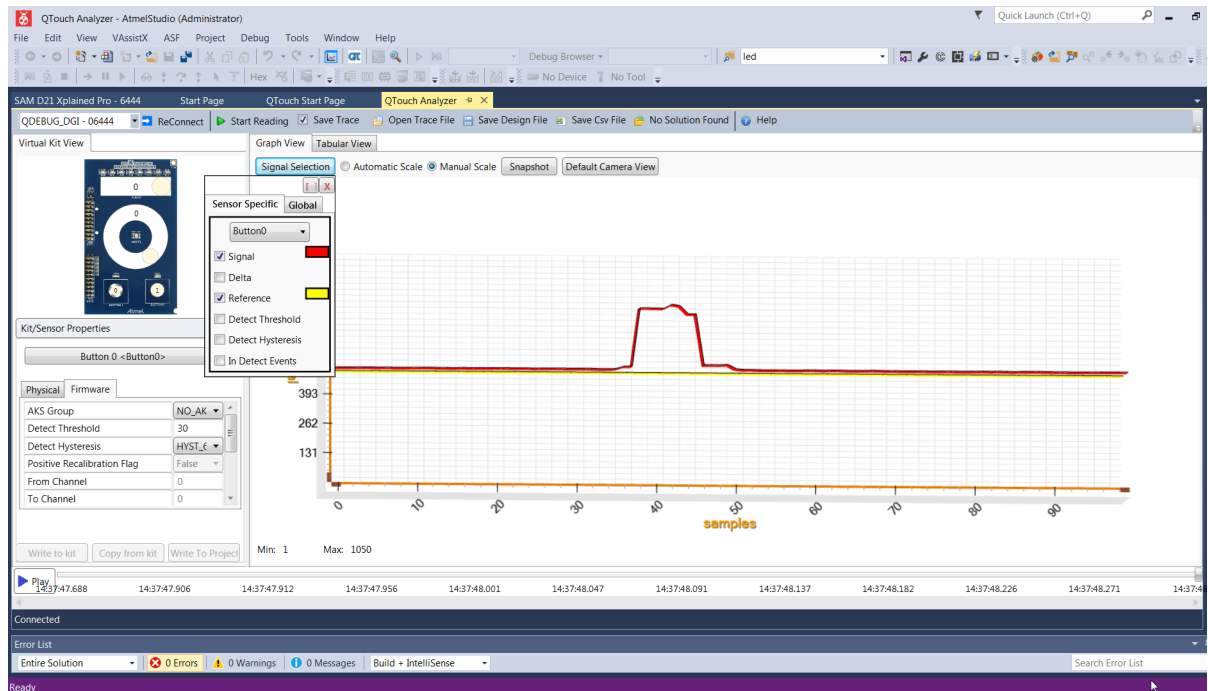 QTouch Analyzer - AtmelStudio (Administrator)
Quick Launch (Ctrl+Q)
File Edit View VAssistX ASF Project Debug Tools Window Help
Debug Browser
led
Hex
No Device
No Tool
SAM D21 Xplained Pro - 6444
Start Page
QTouch Start Page
QTouch Analyzer
QDEBUG_DGI - 06444
ReConnect
Start Reading
Save Trace
Open Trace File
Save Design File
Save Csv File
No Solution Found
Help
Virtual Kit View
Graph View
Tabular View
Signal Selection
Automatic Scale
Manual Scale
Snapshot
Default Camera View
[ ] X
Sensor Specific
Global
Button0
Signal
Delta
Reference
Detect Threshold
Detect Hysteresis
In Detect Events
0
0
0
1
Atmel
Kit/Sensor Properties
Button 0 <Button0>
Physical
Firmware
AKS Group NO_AK
Detect Threshold 30
Detect Hysteresis HYST_6
Positive Recalibration Flag False
From Channel 0
To Channel 0
Write to kit
Copy from kit
Write To Project
393
262
131
0 10 20 30 40 50 60 70 80 90
samples
Min: 1 Max: 1050
Play
14:37:47.688 14:37:47.906 14:37:47.912 14:37:47.956 14:37:48.001 14:37:48.047 14:37:48.091 14:37:48.137 14:37:48.182 14:37:48.226 14:37:48.271 14:37:48
Connected
Error List
Entire Solution
0 Errors
0 Warnings
0 Messages
Build + IntelliSense
Search Error List
Ready